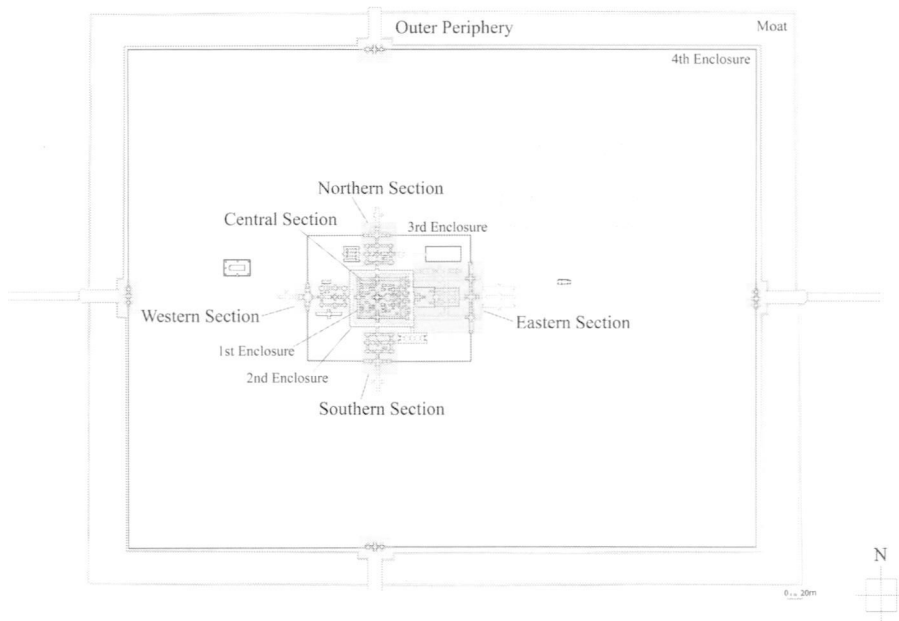 Outer Periphery
Moat
4th Enclosure
Northern Section
Central Section
3rd Enclosure
Western Section
Eastern Section
1st Enclosure
2nd Enclosure
Southern Section
N
20m